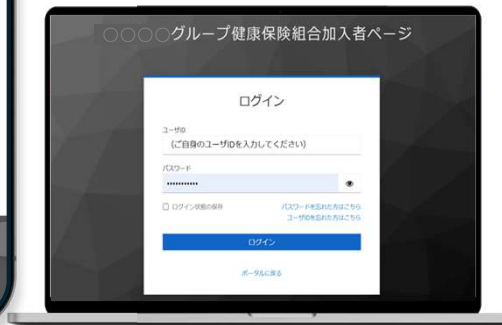 ○○○○グループ健康保険組合加入者ページ
ログイン
ユーザID
(ご自身のユーザIDを入力してください)
パスワード
•••••••••••
ログイン状態の保存
パスワードを忘れた方はこちら
ユーザIDを忘れた方はこちら
ログイン
ポータルに戻る